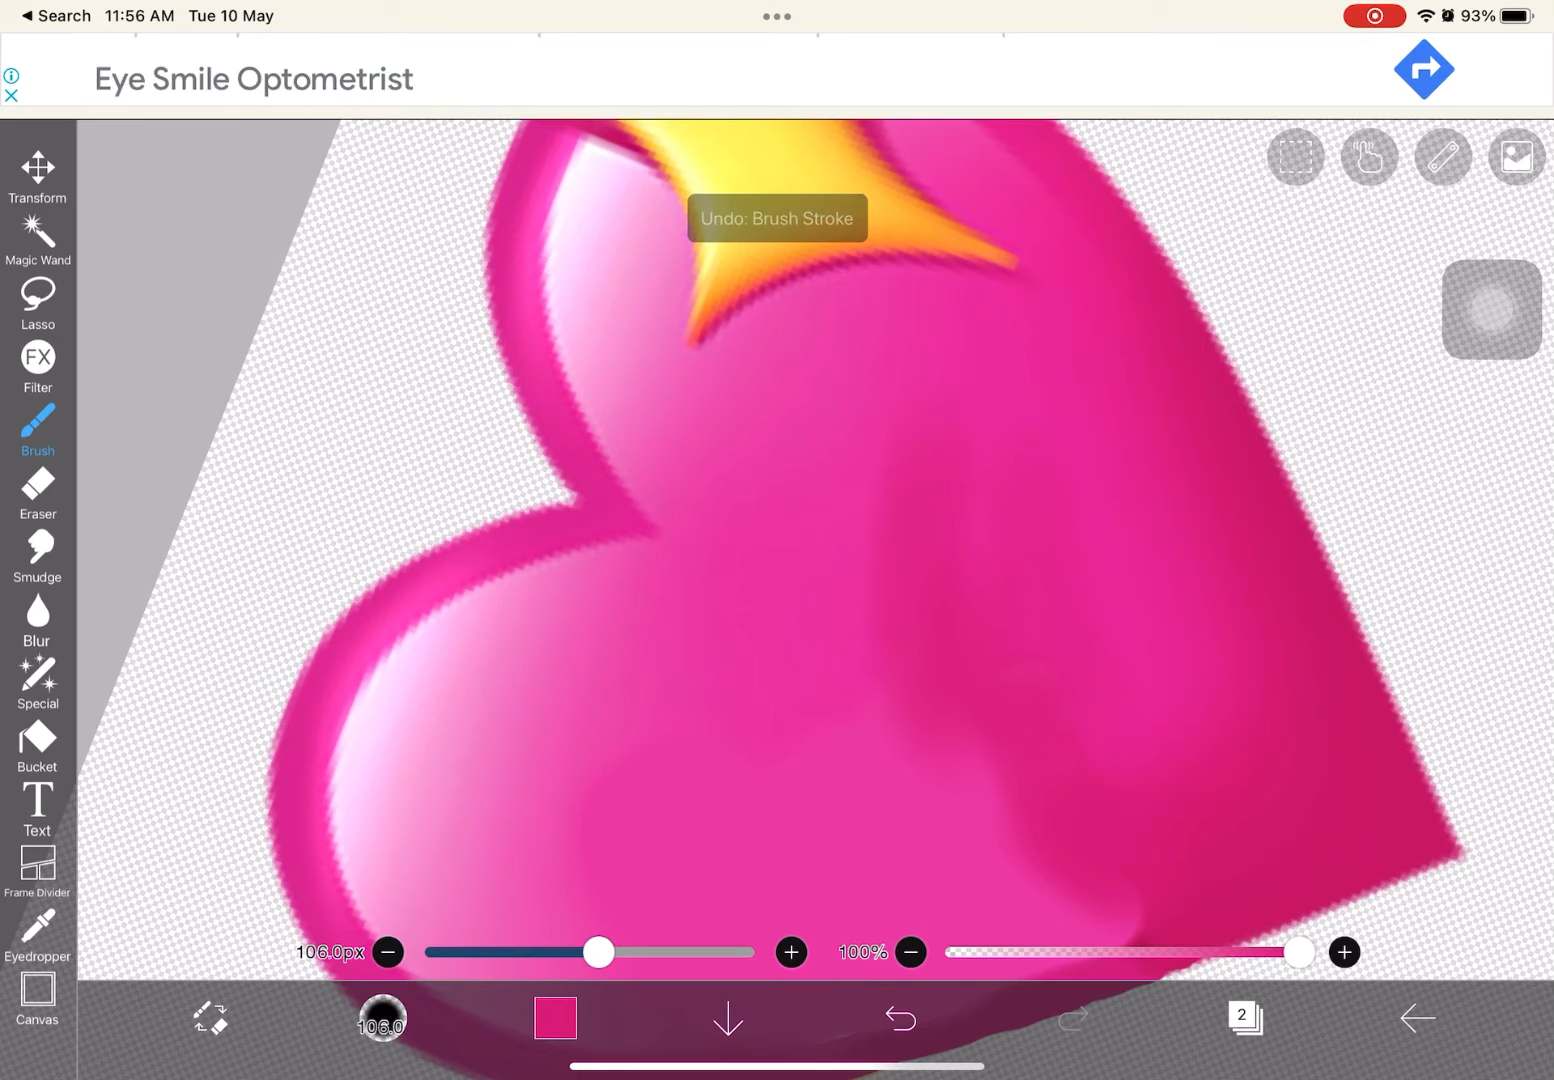 Search 11:56 AM Tue 10 May 93%
Eye Smile Optometrist
Transform
Magic Wand
Lasso
FX
Filter
Brush
Eraser
Smudge
Blur
Special
Bucket
T
Text
Frame Divider
Eyedropper
Canvas
Undo: Brush Stroke
106.0px 100%
106.0 2